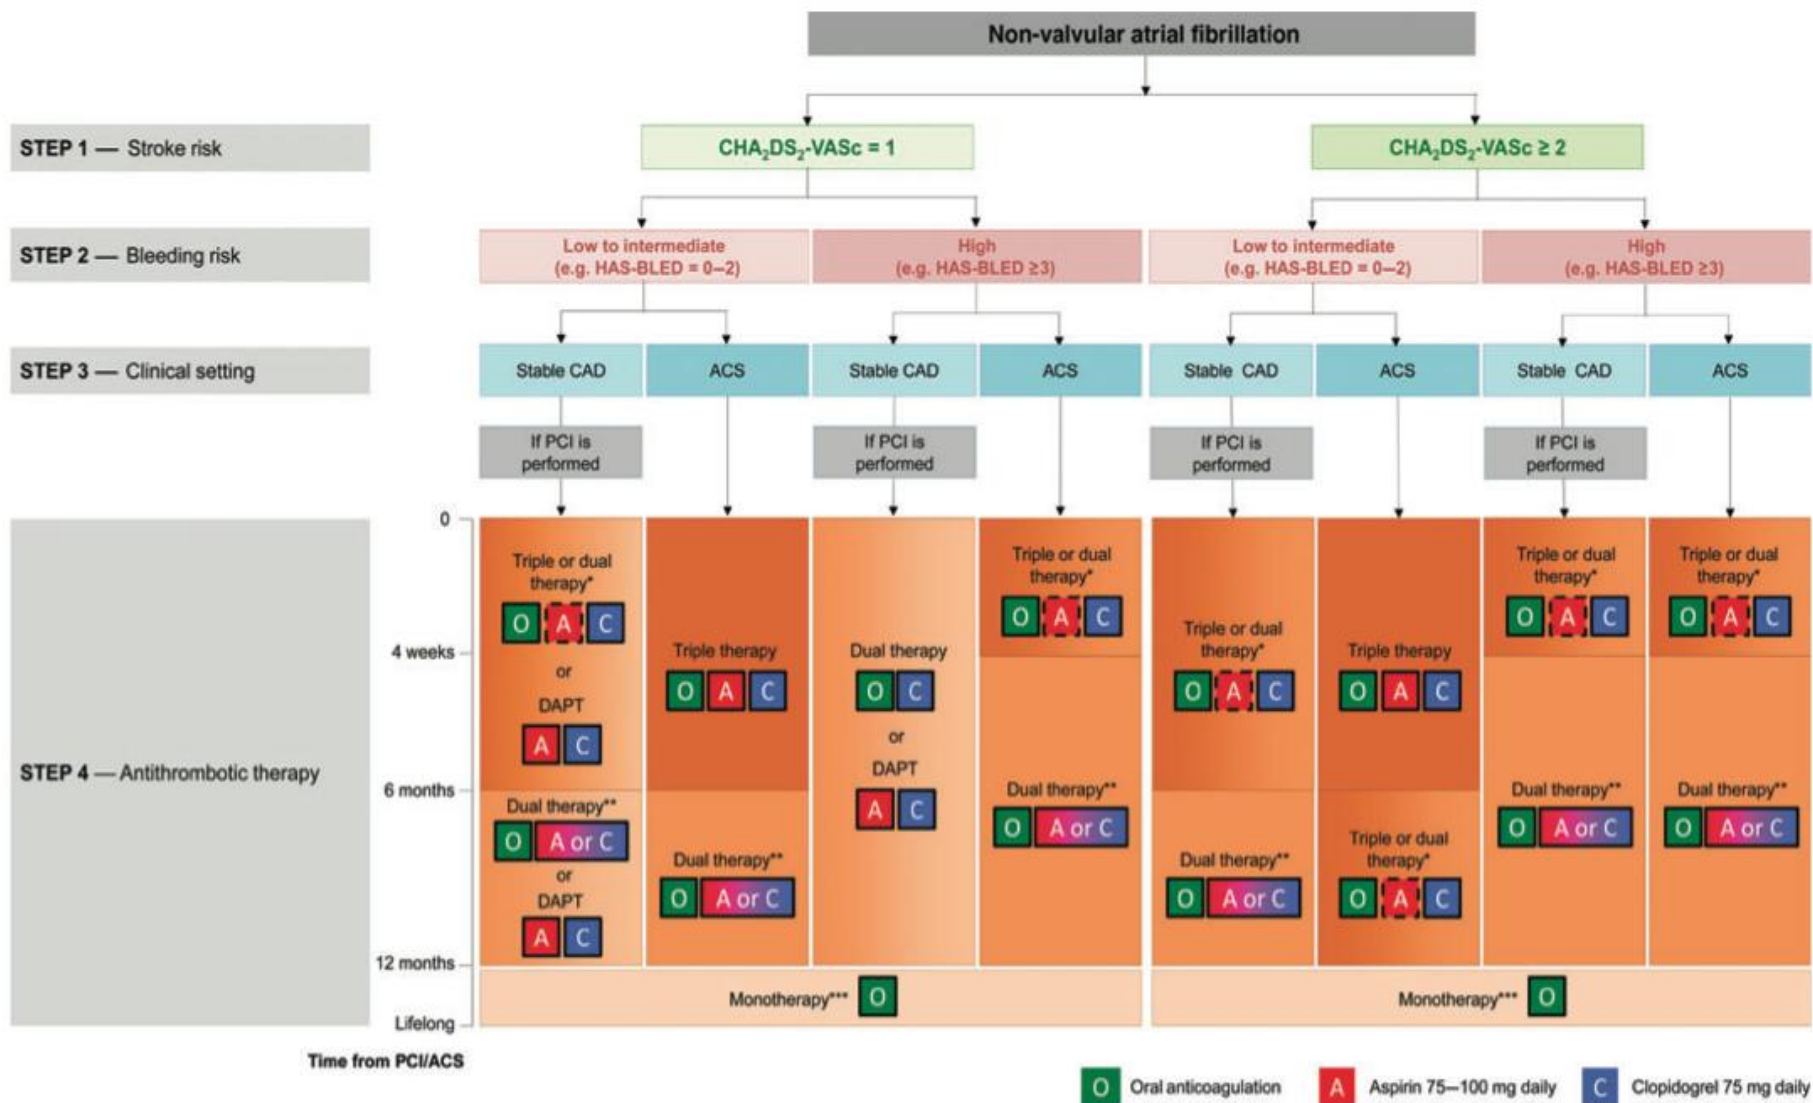 Non-valvular atrial fibrillation
STEP 1 — Stroke risk
CHA₂DS₂-VASc = 1
CHA₂DS₂-VASc ≥ 2
STEP 2 — Bleeding risk
Low to intermediate
(e.g. HAS-BLED = 0–2)
High
(e.g. HAS-BLED ≥3)
Low to intermediate
(e.g. HAS-BLED = 0–2)
High
(e.g. HAS-BLED ≥3)
STEP 3 — Clinical setting
Stable CAD
ACS
Stable CAD
ACS
Stable CAD
ACS
Stable CAD
ACS
If PCI is
performed
If PCI is
performed
If PCI is
performed
If PCI is
performed
STEP 4 — Antithrombotic therapy
0
4 weeks
6 months
12 months
Lifelong
Time from PCI/ACS
Triple or dual
therapy*
O A C
or
DAPT
A C
Dual therapy**
O A or C
or
DAPT
A C
Triple therapy
O A C
Dual therapy**
O A or C
Dual therapy
O C
or
DAPT
A C
Triple or dual
therapy*
O A C
Dual therapy**
O A or C
Monotherapy*** O
Triple or dual
therapy*
O A C
Dual therapy**
O A or C
Triple therapy
O A C
Triple or dual
therapy*
O A C
Triple or dual
therapy*
O A C
Dual therapy**
O A or C
Triple or dual
therapy*
O A C
Dual therapy**
O A or C
Monotherapy*** O
O Oral anticoagulation
A Aspirin 75–100 mg daily
C Clopidogrel 75 mg daily